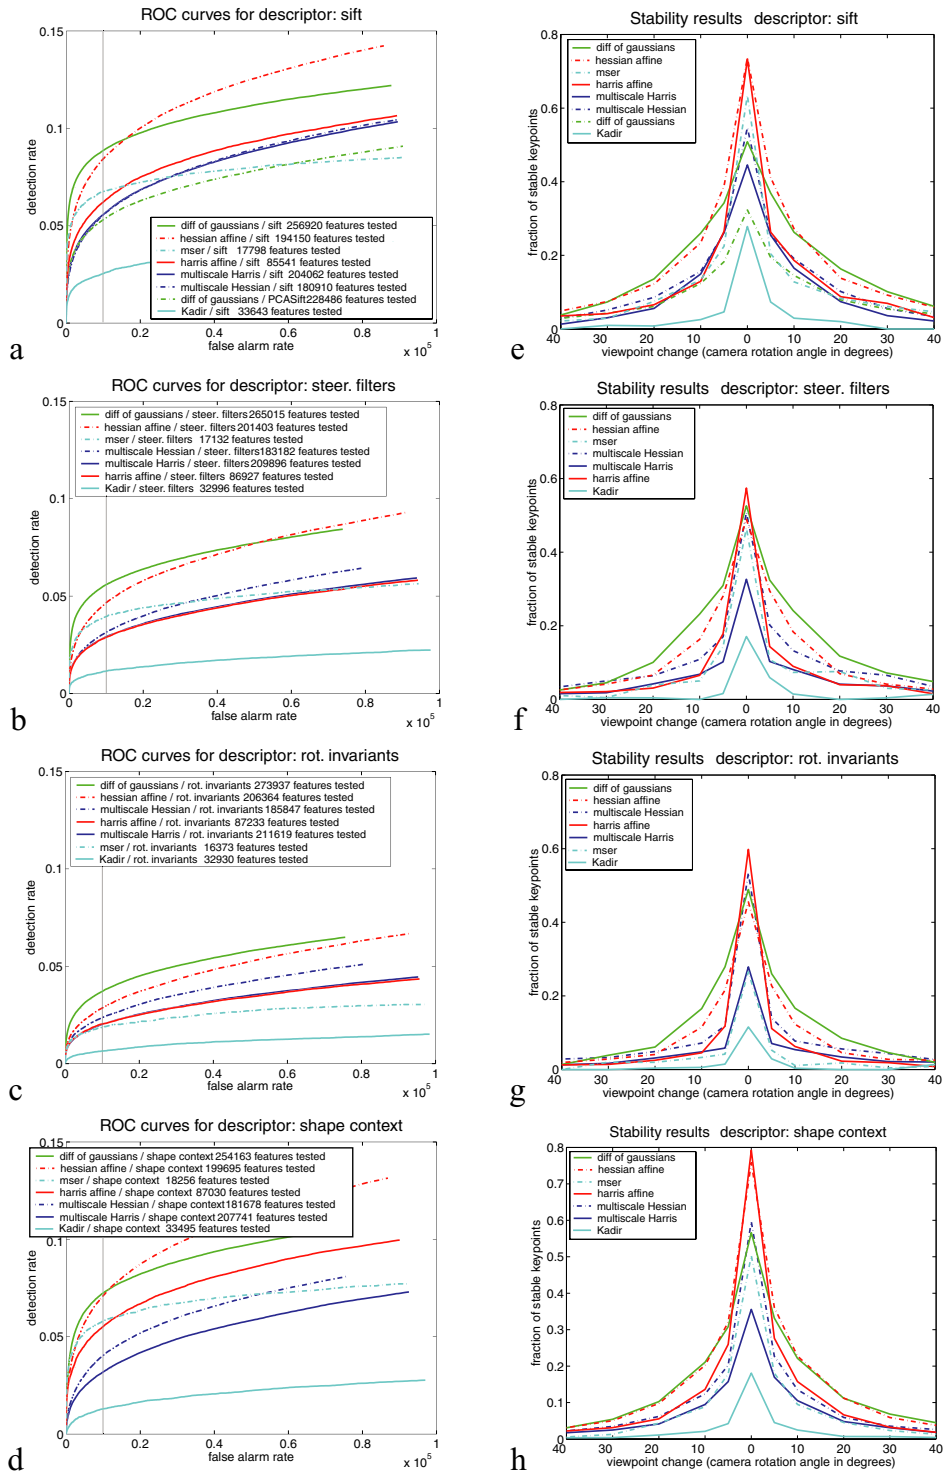 ROC curves for descriptor: sift
0.15
0.1
0.05
0
detection rate
diff of gaussians / sift 256920 features tested
hessian affine / sift 194150 features tested
mser / sift 17798 features tested
harris affine / sift 85541 features tested
multiscale Harris / sift 204062 features tested
multiscale Hessian / sift 180910 features tested
diff of gaussians / PCASift228486 features tested
Kadir / sift 33643 features tested
0 0.2 0.4 0.6 0.8 1
false alarm rate
x 10^5
a
Stability results descriptor: sift
0.8
0.6
0.4
0.2
0
fraction of stable keypoints
diff of gaussians
hessian affine
mser
harris affine
multiscale Harris
multiscale Hessian
diff of gaussians
Kadir
40 30 20 10 0 10 20 30 40
viewpoint change (camera rotation angle in degrees)
e
ROC curves for descriptor: steer. filters
0.15
0.1
0.05
0
detection rate
diff of gaussians / steer. filters265015 features tested
hessian affine / steer. filters201403 features tested
mser / steer. filters 17132 features tested
multiscale Hessian / steer. filters183182 features tested
multiscale Harris / steer. filters209896 features tested
harris affine / steer. filters 86927 features tested
Kadir / steer. filters 32996 features tested
0 0.2 0.4 0.6 0.8 1
false alarm rate
x 10^5
b
Stability results descriptor: steer. filters
0.8
0.6
0.4
0.2
0
fraction of stable keypoints
diff of gaussians
hessian affine
mser
multiscale Hessian
multiscale Harris
harris affine
Kadir
40 30 20 10 0 10 20 30 40
viewpoint change (camera rotation angle in degrees)
f
ROC curves for descriptor: rot. invariants
0.15
0.1
0.05
0
detection rate
diff of gaussians / rot. invariants 273937 features tested
hessian affine / rot. invariants 206364 features tested
multiscale Hessian / rot. invariants 185847 features tested
harris affine / rot. invariants 87233 features tested
multiscale Harris / rot. invariants 211619 features tested
mser / rot. invariants 16373 features tested
Kadir / rot. invariants 32930 features tested
0 0.2 0.4 0.6 0.8 1
false alarm rate
x 10^5
c
Stability results descriptor: rot. invariants
0.8
0.6
0.4
0.2
0
fraction of stable keypoints
diff of gaussians
hessian affine
multiscale Hessian
harris affine
multiscale Harris
mser
Kadir
40 30 20 10 0 10 20 30 40
viewpoint change (camera rotation angle in degrees)
g
ROC curves for descriptor: shape context
0.15
0.1
0.05
0
detection rate
diff of gaussians / shape context254163 features tested
hessian affine / shape context199695 features tested
mser / shape context 18256 features tested
harris affine / shape context 87030 features tested
multiscale Hessian / shape context181678 features tested
multiscale Harris / shape context207741 features tested
Kadir / shape context 33495 features tested
0 0.2 0.4 0.6 0.8 1
false alarm rate
x 10^5
d
Stability results descriptor: shape context
0.8
0.7
0.6
0.5
0.4
0.3
0.2
0.1
0
fraction of stable keypoints
diff of gaussians
hessian affine
mser
harris affine
multiscale Hessian
multiscale Harris
Kadir
40 30 20 10 0 10 20 30 40
viewpoint change (camera rotation angle in degrees)
h